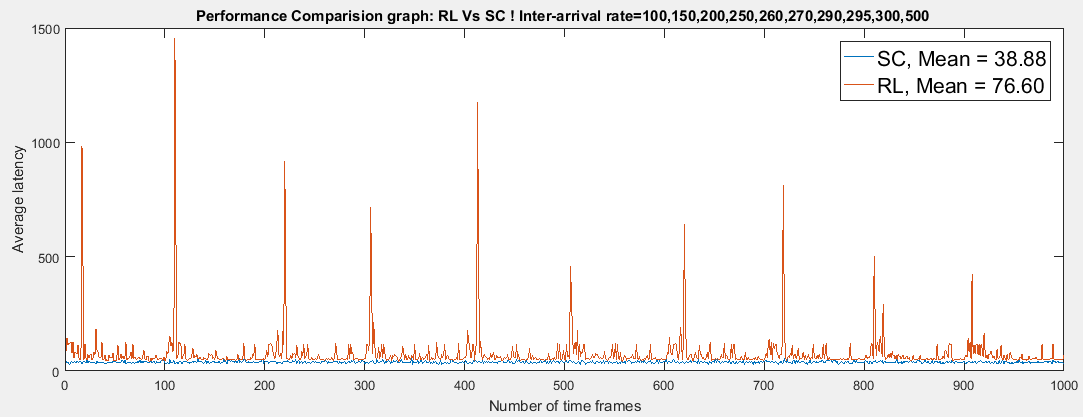 Performance Comparision graph: RL Vs SC ! Inter-arrival rate=100,150,200,250,260,270,290,295,300,500
1500
1000
500
0
Average latency
SC, Mean = 38.88
RL, Mean = 76.60
0 100 200 300 400 500 600 700 800 900 1000
Number of time frames